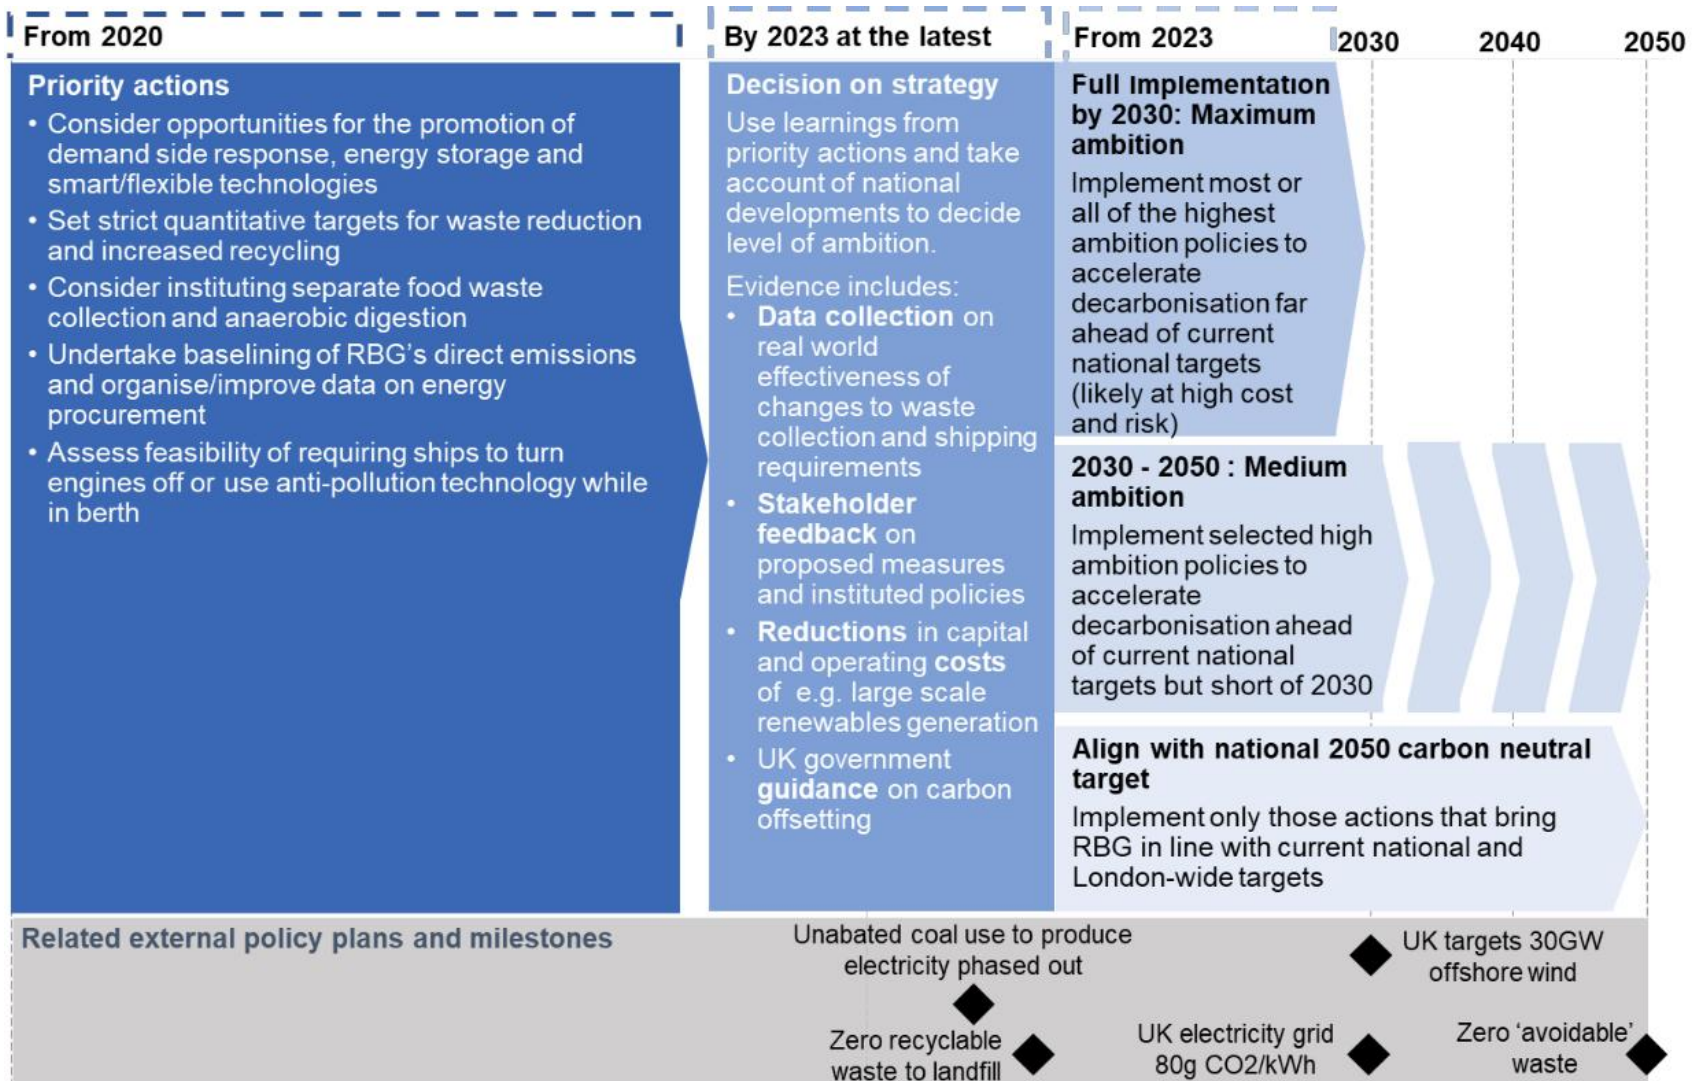 From 2020
By 2023 at the latest
From 2023
2030
2040
2050
Priority actions
• Consider opportunities for the promotion of
demand side response, energy storage and
smart/flexible technologies
• Set strict quantitative targets for waste reduction
and increased recycling
• Consider instituting separate food waste
collection and anaerobic digestion
• Undertake baselining of RBG's direct emissions
and organise/improve data on energy
procurement
• Assess feasibility of requiring ships to turn
engines off or use anti-pollution technology while
in berth
Decision on strategy
Use learnings from
priority actions and take
account of national
developments to decide
level of ambition.
Evidence includes:
• Data collection on
real world
effectiveness of
changes to waste
collection and shipping
requirements
• Stakeholder
feedback on
proposed measures
and instituted policies
• Reductions in capital
and operating costs
of e.g. large scale
renewables generation
• UK government
guidance on carbon
offsetting
Full Implementation
by 2030: Maximum
ambition
Implement most or
all of the highest
ambition policies to
accelerate
decarbonisation far
ahead of current
national targets
(likely at high cost
and risk)
2030 - 2050 : Medium
ambition
Implement selected high
ambition policies to
accelerate
decarbonisation ahead
of current national
targets but short of 2030
Align with national 2050 carbon neutral
target
Implement only those actions that bring
RBG in line with current national and
London-wide targets
Related external policy plans and milestones
Unabated coal use to produce
electricity phased out
Zero recyclable
waste to landfill
UK targets 30GW
offshore wind
UK electricity grid
80g CO2/kWh
Zero 'avoidable'
waste